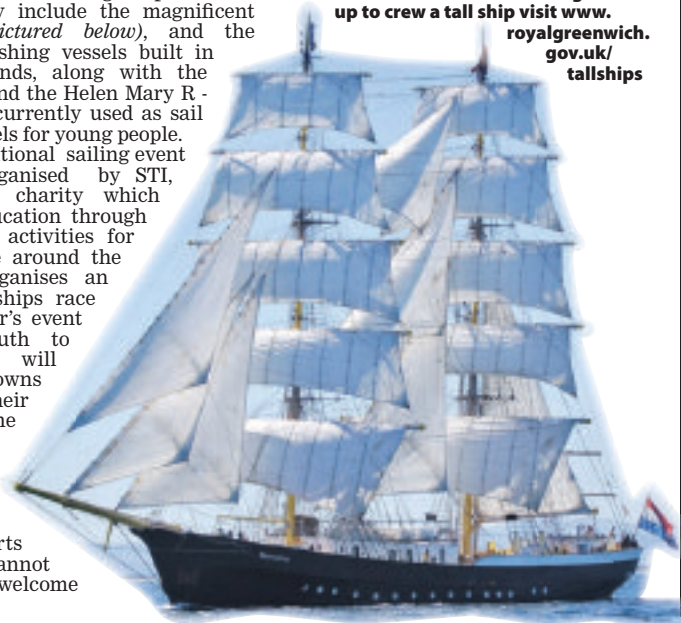 y include the magnificent
ictured below), and the
shing vessels built in
nds, along with the
nd the Helen Mary R -
currently used as sail
els for young people.
tional sailing event
ganised by STI,
charity which
ucation through
activities for
e around the
ganises an
ships race
r's event
uth to
will
owns
heir
ne
rts
annot
welcome
up to crew a tall ship visit www.
royalgreenwich.
gov.uk/
tallships